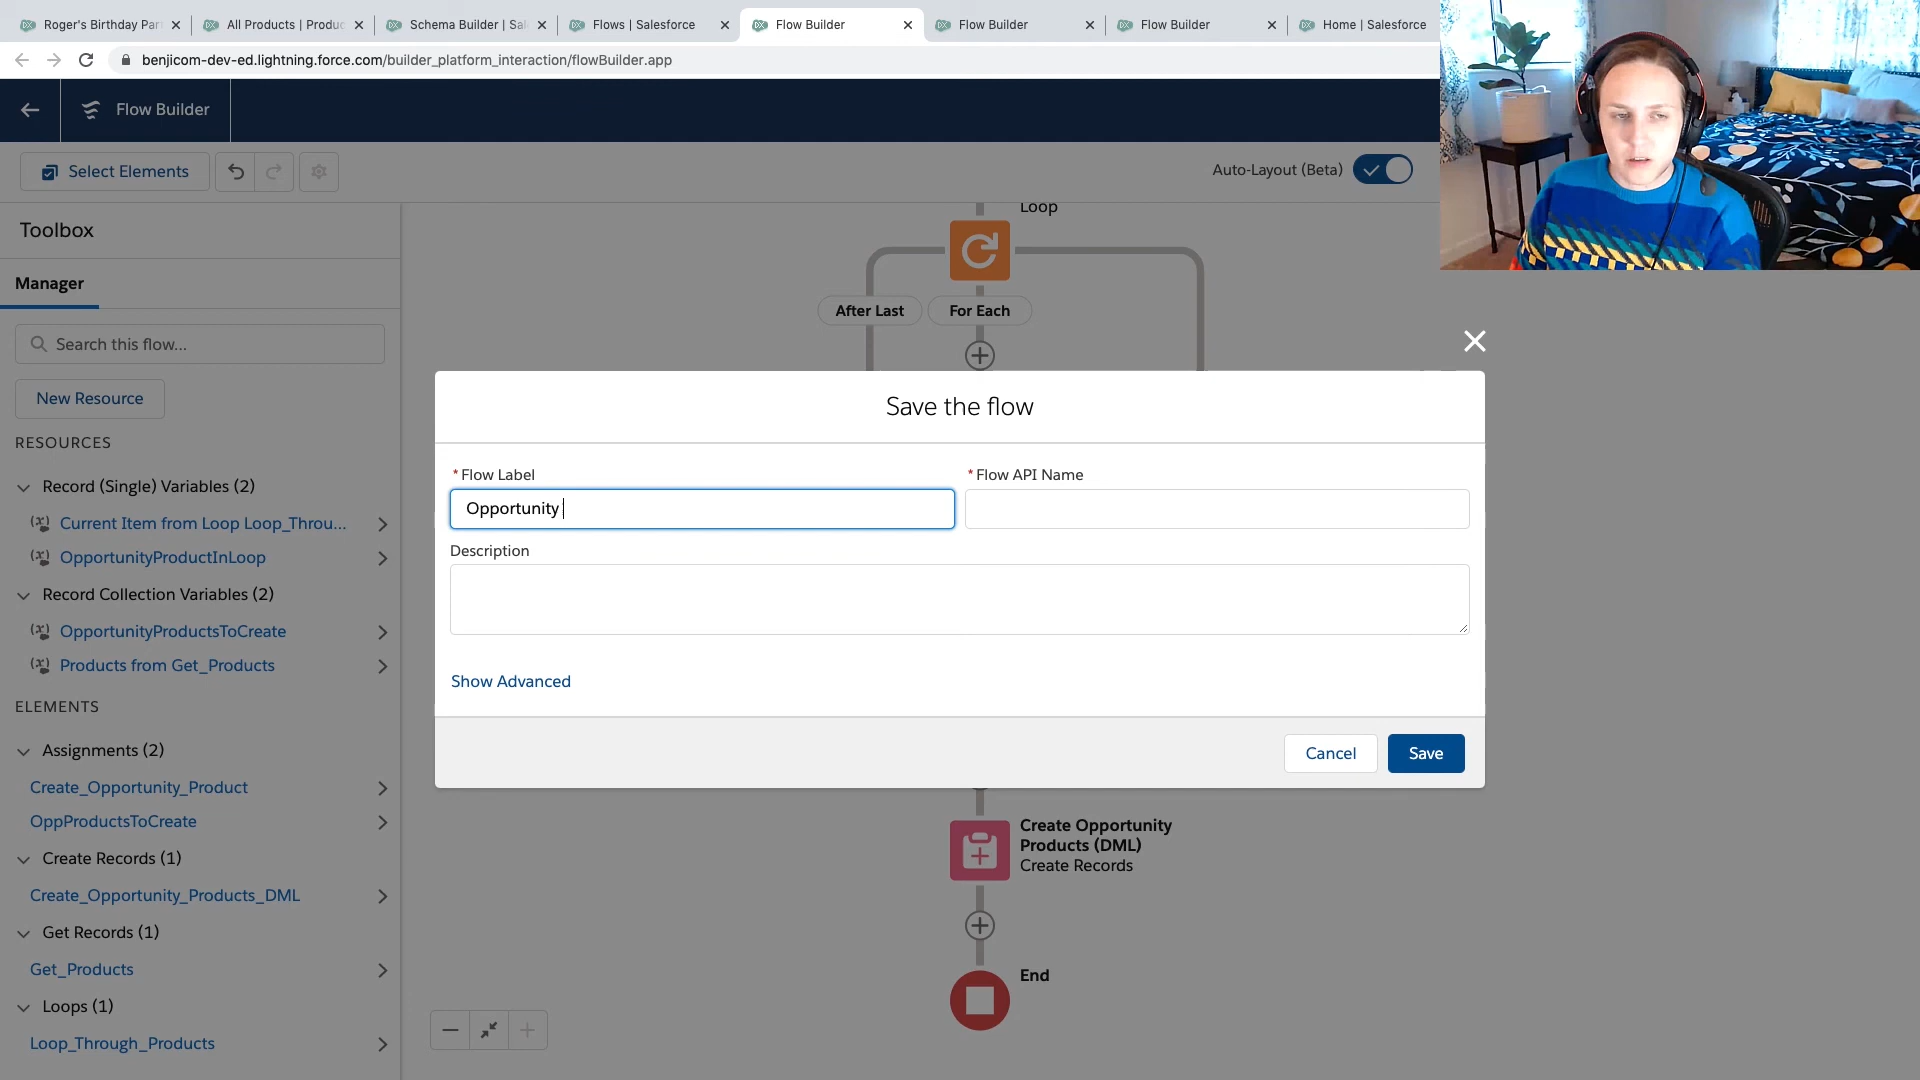 Roger's Birthday Par
All Products | Produc
Schema Builder | Sal
Flows | Salesforce
Flow Builder
Flow Builder
Flow Builder
Home | Salesforce
benjicom-dev-ed.lightning.force.com/builder_platform_interaction/flowBuilder.app
Flow Builder
Select Elements
Auto-Layout (Beta)
Toolbox
Manager
Search this flow...
New Resource
RESOURCES
Record (Single) Variables (2)
Current Item from Loop Loop_Throu...
OpportunityProductInLoop
Record Collection Variables (2)
OpportunityProductsToCreate
Products from Get_Products
ELEMENTS
Assignments (2)
Create_Opportunity_Product
OppProductsToCreate
Create Records (1)
Create_Opportunity_Products_DML
Get Records (1)
Get_Products
Loops (1)
Loop_Through_Products
Loop
After Last
For Each
Save the flow
*Flow Label
*Flow API Name
Opportunity
Description
Show Advanced
Cancel
Save
Create Opportunity
Products (DML)
Create Records
End